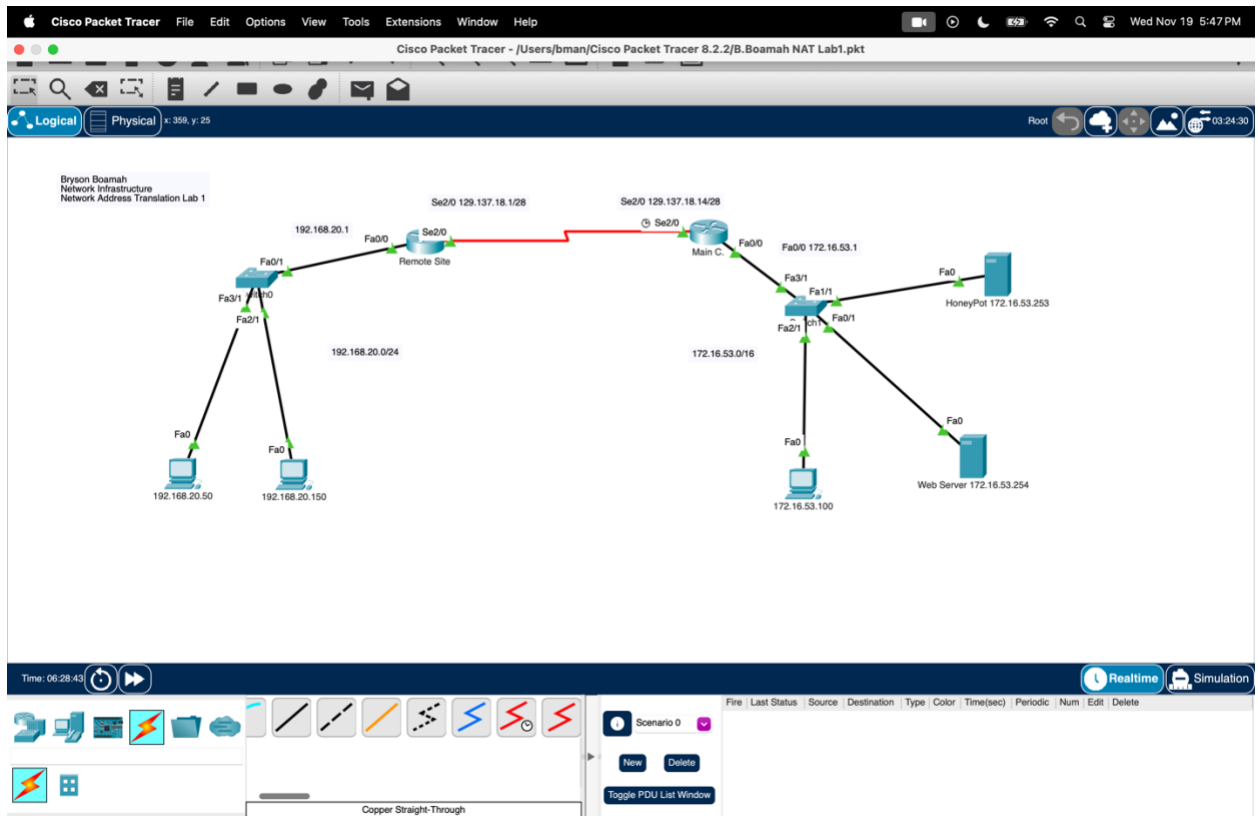 Cisco Packet Tracer File Edit Options View Tools Extensions Window Help Wed Nov 19 5:47 PM
Cisco Packet Tracer - /Users/bman/Cisco Packet Tracer 8.2.2/B.Boamah NAT Lab1.pkt
Logical Physical x: 359, y: 25 Root 03:24:30
Bryson Boamah
Network Infrastructure
Network Address Translation Lab 1
Se2/0 129.137.18.1/28
Se2/0 129.137.18.14/28
192.168.20.1
Fa0/0
Se2/0
Remote Site
Se2/0
Main C.
Fa0/0
Fa0/0 172.16.53.1
Fa0/1
Fa3/1
Fa2/1
Fa3/1
Fa1/1
Fa0/1
Fa2/1
Fa0
HoneyPot 172.16.53.253
192.168.20.0/24
172.16.53.0/16
Fa0
Fa0
192.168.20.50
192.168.20.150
Fa0
172.16.53.100
Fa0
Web Server 172.16.53.254
Time: 06:28:43
Realtime
Simulation
Scenario 0
New
Delete
Toggle PDU List Window
Fire Last Status Source Destination Type Color Time(sec) Periodic Num Edit Delete
Copper Straight-Through